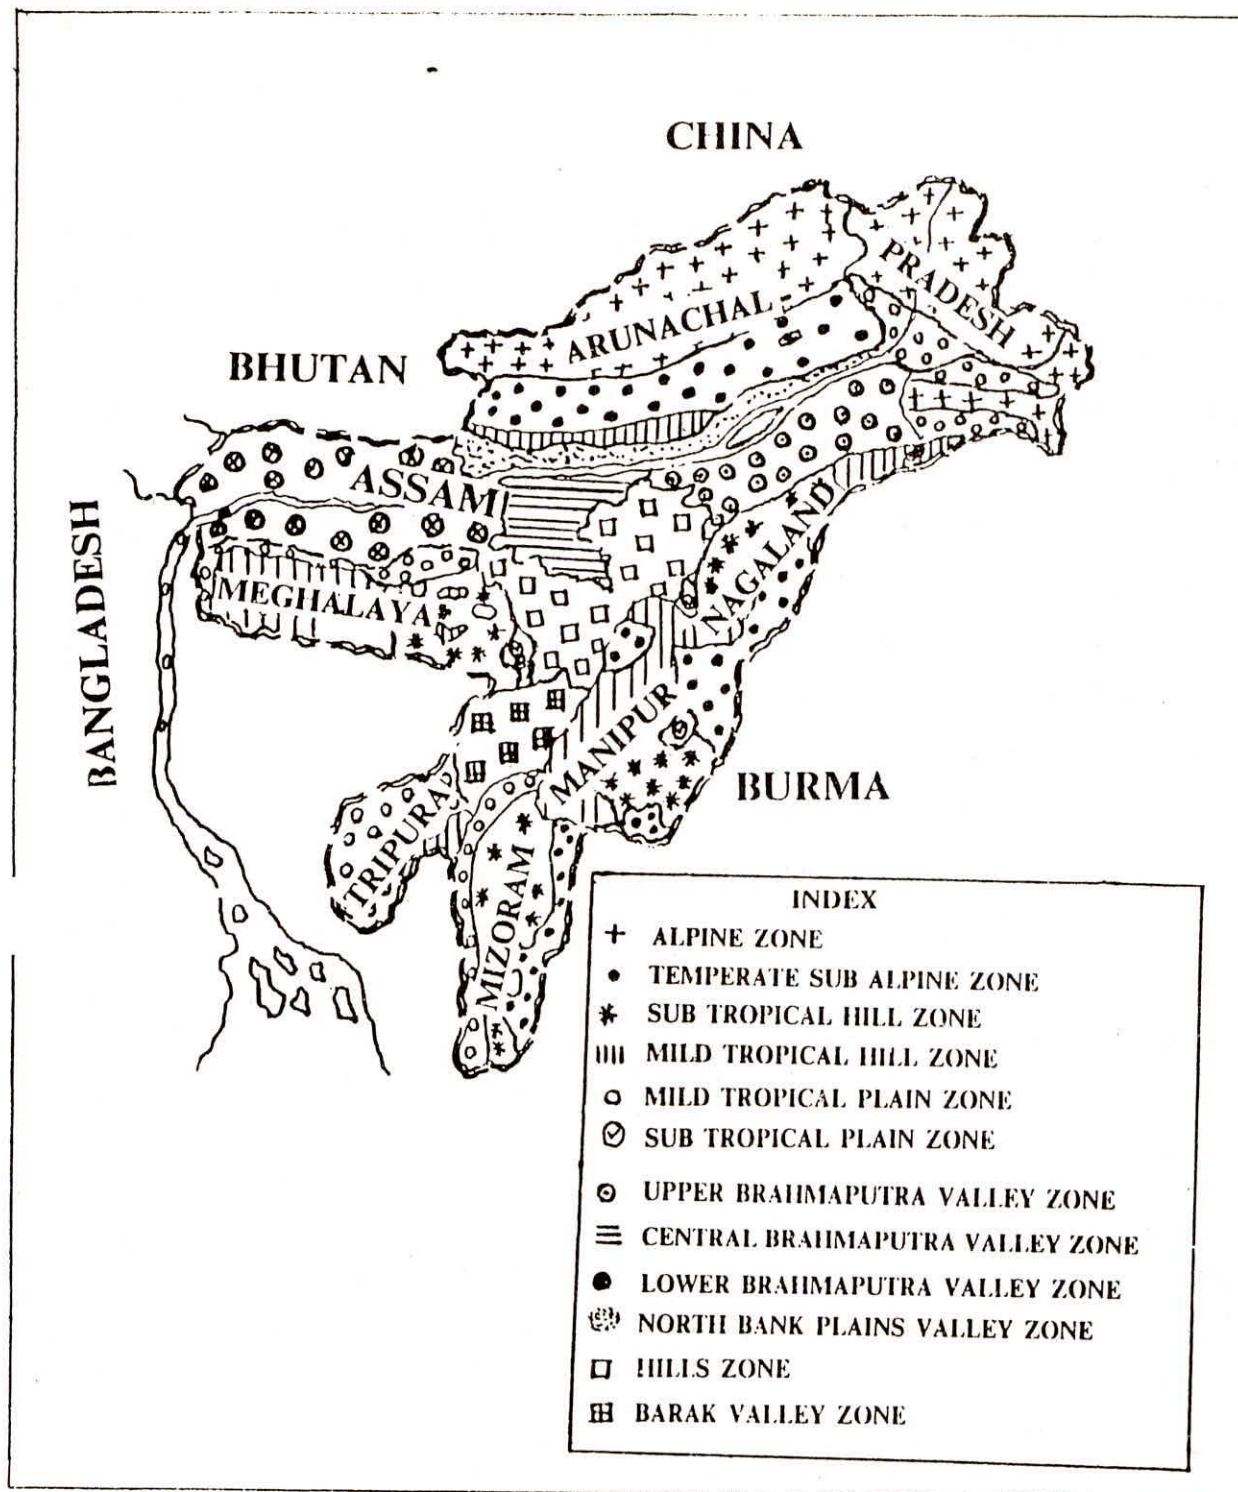 CHINA
PRADESH
ARUNACHAL
BHUTAN
ASSAM
NAGALAND
BANGLADESH
MEGHALAYA
MANIPUR
BURMA
TRIPURA
MIZORAM
INDEX
ALPINE ZONE
TEMPERATE SUB ALPINE ZONE
SUB TROPICAL HILL ZONE
MILD TROPICAL HILL ZONE
MILD TROPICAL PLAIN ZONE
SUB TROPICAL PLAIN ZONE
UPPER BRAHMAPUTRA VALLEY ZONE
CENTRAL BRAHMAPUTRA VALLEY ZONE
LOWER BRAHMAPUTRA VALLEY ZONE
NORTH BANK PLAINS VALLEY ZONE
HILLS ZONE
BARAK VALLEY ZONE